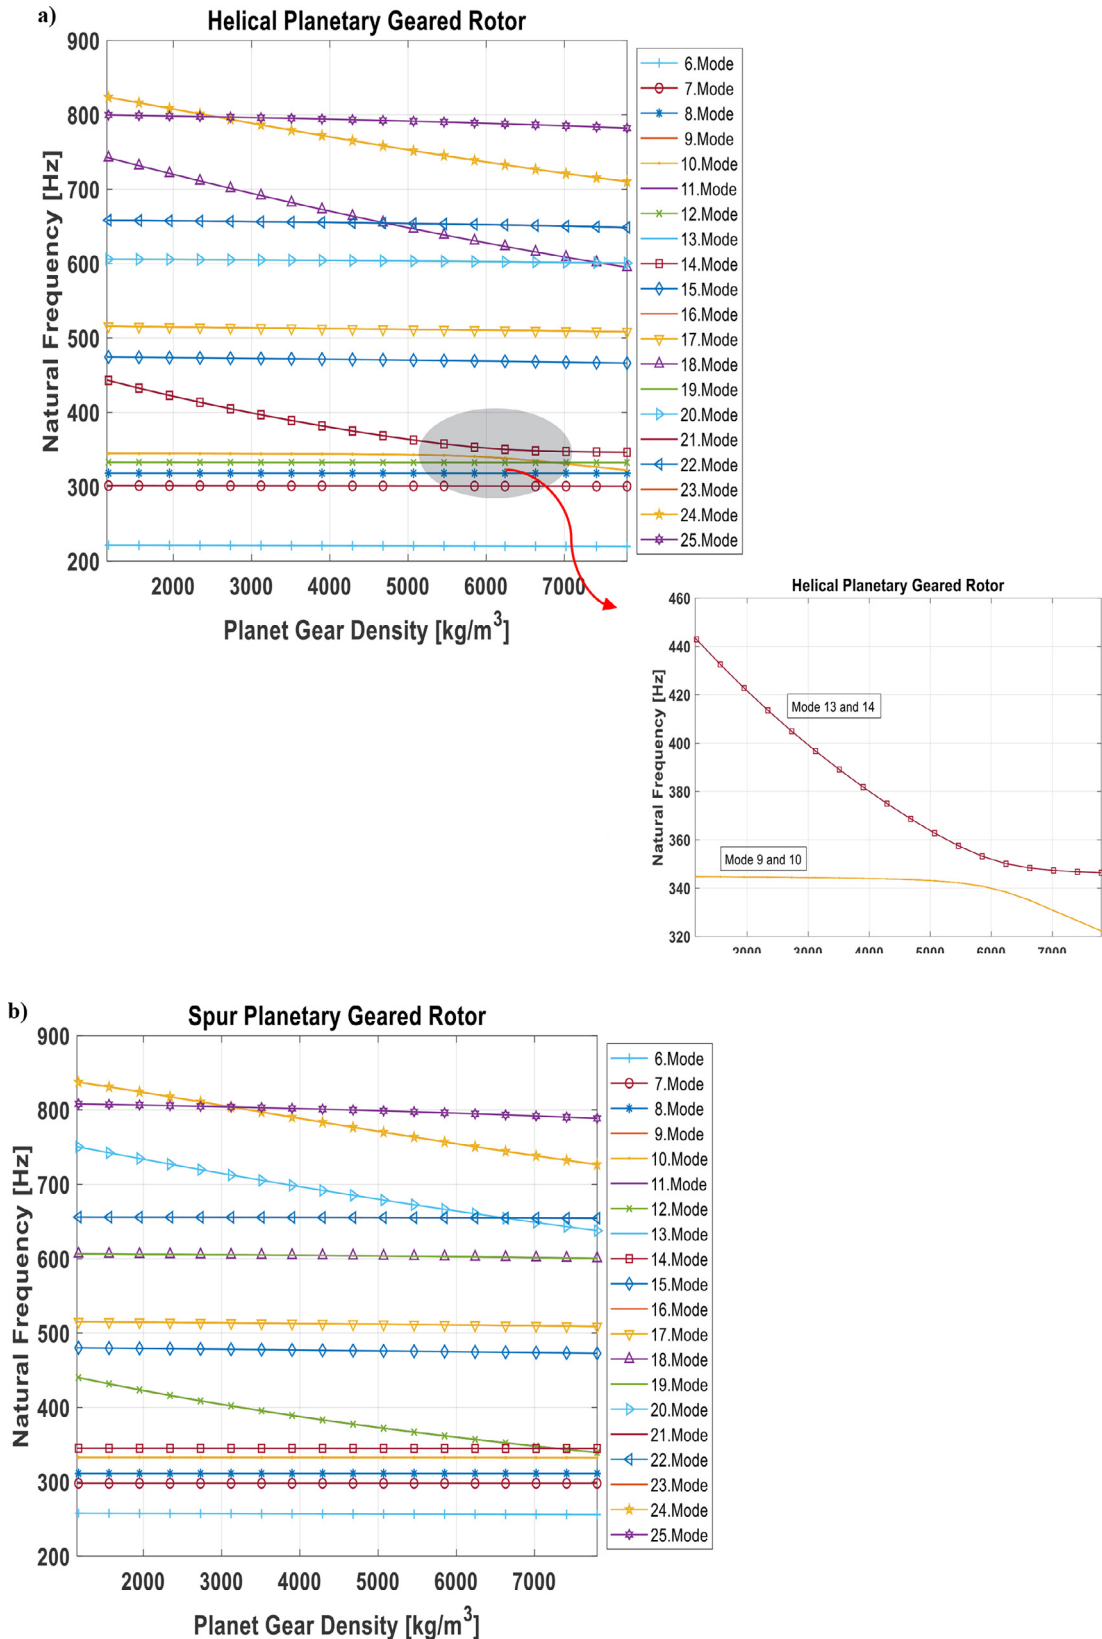 a)
Helical Planetary Geared Rotor
Natural Frequency [Hz]
900
800
700
600
500
400
300
200
2000 3000 4000 5000 6000 7000
Planet Gear Density [kg/m³]
6.Mode
7.Mode
8.Mode
9.Mode
10.Mode
11.Mode
12.Mode
13.Mode
14.Mode
15.Mode
16.Mode
17.Mode
18.Mode
19.Mode
20.Mode
21.Mode
22.Mode
23.Mode
24.Mode
25.Mode
Helical Planetary Geared Rotor
Natural Frequency [Hz]
460
440
420
400
380
360
340
320
Mode 13 and 14
Mode 9 and 10
2000 3000 4000 5000 6000 7000
b)
Spur Planetary Geared Rotor
Natural Frequency [Hz]
900
800
700
600
500
400
300
200
2000 3000 4000 5000 6000 7000
Planet Gear Density [kg/m³]
6.Mode
7.Mode
8.Mode
9.Mode
10.Mode
11.Mode
12.Mode
13.Mode
14.Mode
15.Mode
16.Mode
17.Mode
18.Mode
19.Mode
20.Mode
21.Mode
22.Mode
23.Mode
24.Mode
25.Mode